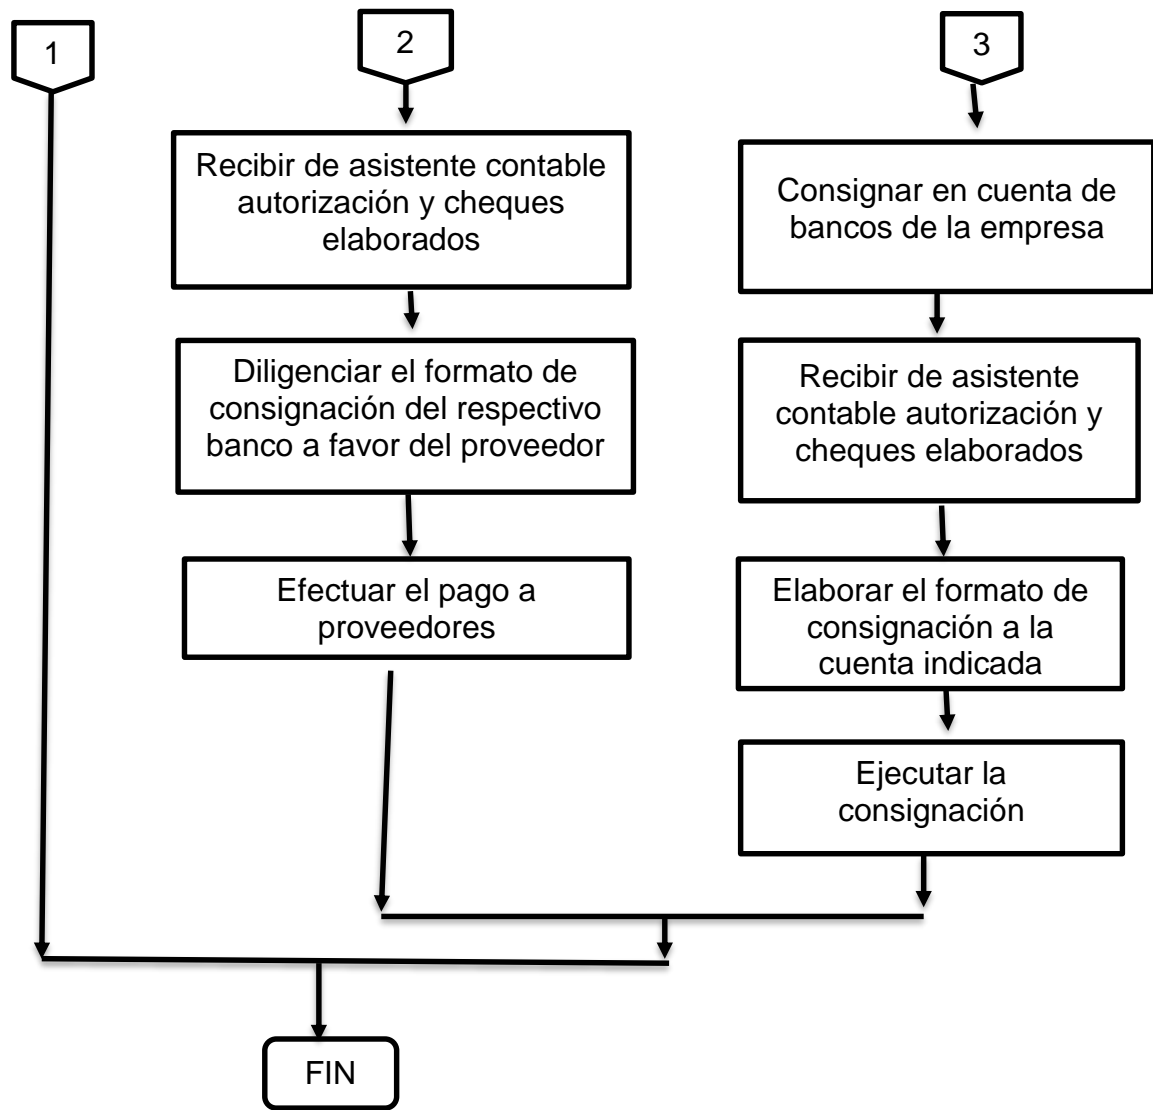 1
2
3
Recibir de asistente contable
autorización y cheques
elaborados
Diligenciar el formato de
consignación del respectivo
banco a favor del proveedor
Efectuar el pago a
proveedores
Consignar en cuenta de
bancos de la empresa
Recibir de asistente
contable autorización y
cheques elaborados
Elaborar el formato de
consignación a la
cuenta indicada
Ejecutar la
consignación
FIN